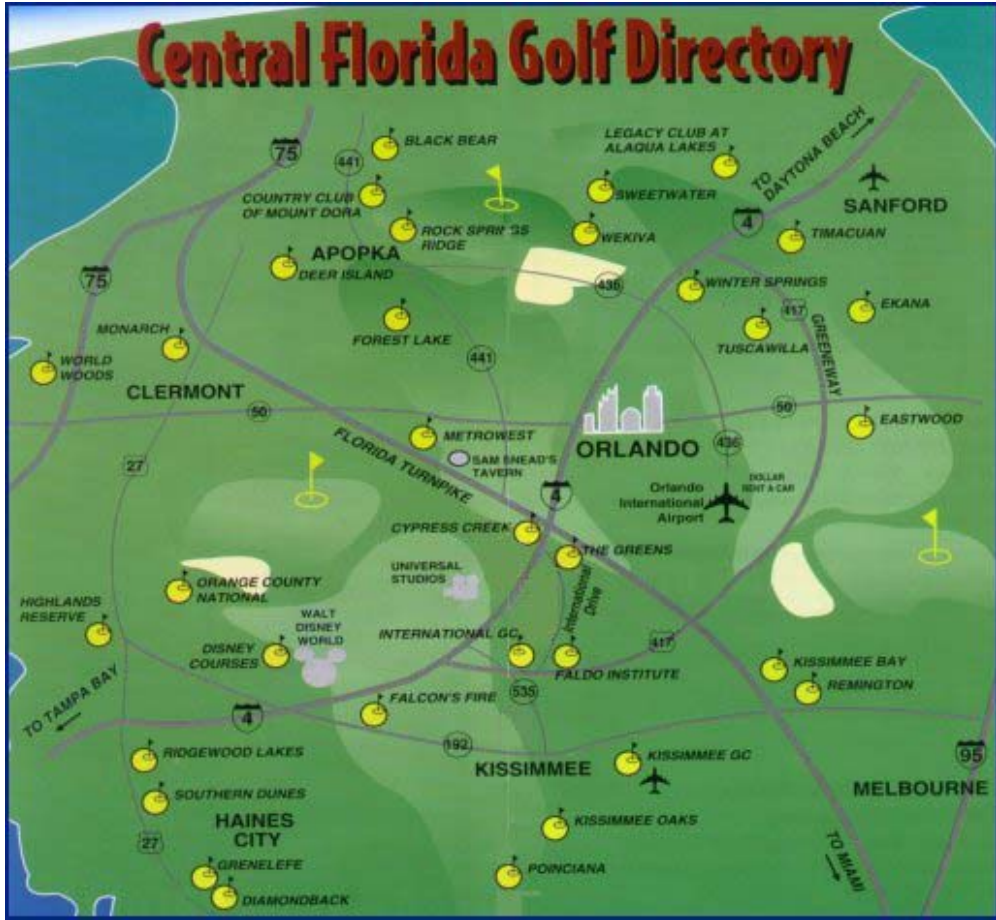 Central Florida Golf Directory
75
441
BLACK BEAR
LEGACY CLUB AT
ALAQUA LAKES
TO
DAYTONA BEACH
COUNTRY CLUB
OF MOUNT DORA
SWEETWATER
SANFORD
ROCK SPRINGS
RIDGE
WEKIVA
4
TIMACUAN
APOPKA
DEER ISLAND
75
435
WINTER SPRINGS
417
EKANA
MONARCH
FOREST LAKE
TUSCAWILLA
GREENEWAY
WORLD
WOODS
441
CLERMONT
50
50
METROWEST
ORLANDO
EASTWOOD
FLORIDA TURNPIKE
SAM SNEAD'S
TAVERN
436
27
DOLLAR
RENT A CAR
4
Orlando
International
Airport
CYPRESS CREEK
THE GREENS
UNIVERSAL
STUDIOS
ORANGE COUNTY
NATIONAL
International
Drive
HIGHLANDS
RESERVE
WALT
DISNEY
WORLD
INTERNATIONAL GC
417
DISNEY
COURSES
FALDO INSTITUTE
KISSIMMEE BAY
REMINGTON
TO TAMPA BAY
FALCON'S FIRE
535
4
192
RIDGEWOOD LAKES
KISSIMMEE
KISSIMMEE GC
95
MELBOURNE
SOUTHERN DUNES
HAINES
CITY
KISSIMMEE OAKS
27
TO MIAMI
GRENELEFE
POINCIANA
DIAMONDBACK